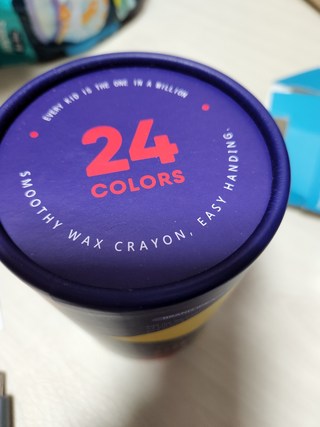 EVERY KID IS THE ONE IN A MILLION
24
COLORS
SMOOTHY WAX CRAYON, EASY HANDING